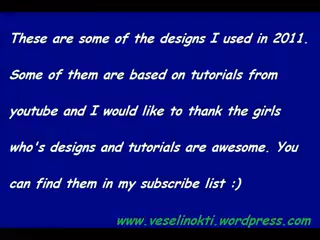 These are some of the designs I used in 2011.
Some of them are based on tutorials from
youtube and I would like to thank the girls
who's designs and tutorials are awesome. You
can find them in my subscribe list :)
www.veselinokti.wordpress.com